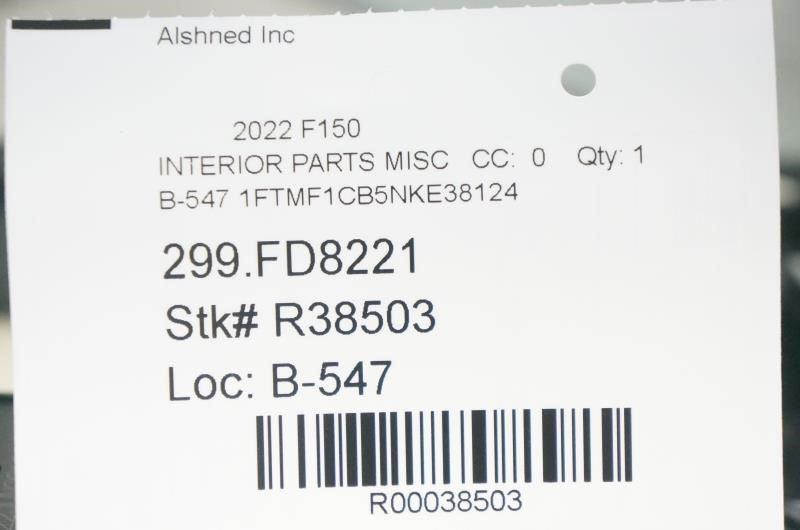 Alshned Inc
2022 F150
INTERIOR PARTS MISC CC: 0 Qty: 1
B-547 1FTMF1CB5NKE38124
299.FD8221
Stk# R38503
Loc: B-547
R00038503